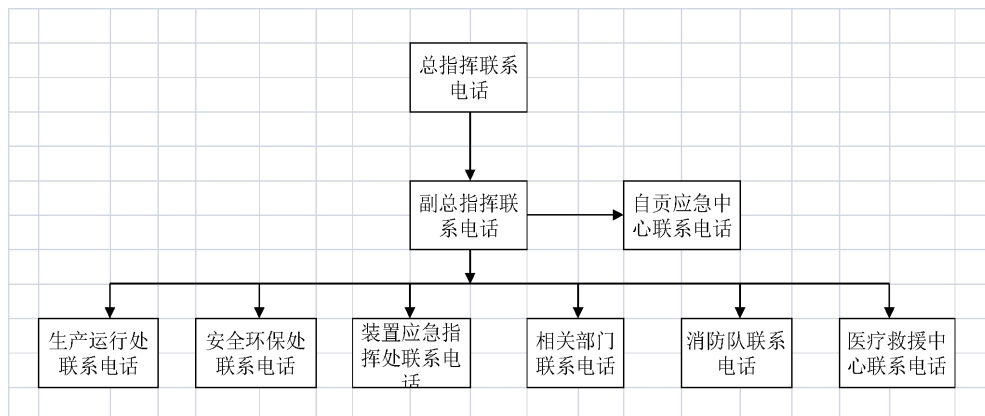 总指挥联系
电话
副总指挥联
系电话
自贡应急中
心联系电话
生产运行处
联系电话
安全环保处
联系电话
装置应急指
挥处联系电
话
相关部门
联系电话
消防队联系
电话
医疗救援中
心联系电话